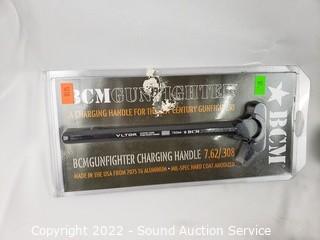 BCMGUNFIGHTER
A CHARGING HANDLE FOR THE 21ST CENTURY GUNFIGHT
VLTOR BCM
BCM
BCMGUNFIGHTER CHARGING HANDLE 7.62/.308
MADE IN THE USA FROM 7075 T6 ALUMINUM • MIL-SPEC HARD COAT ANODIZED
Copyright © 2022 - Sound Auction Service